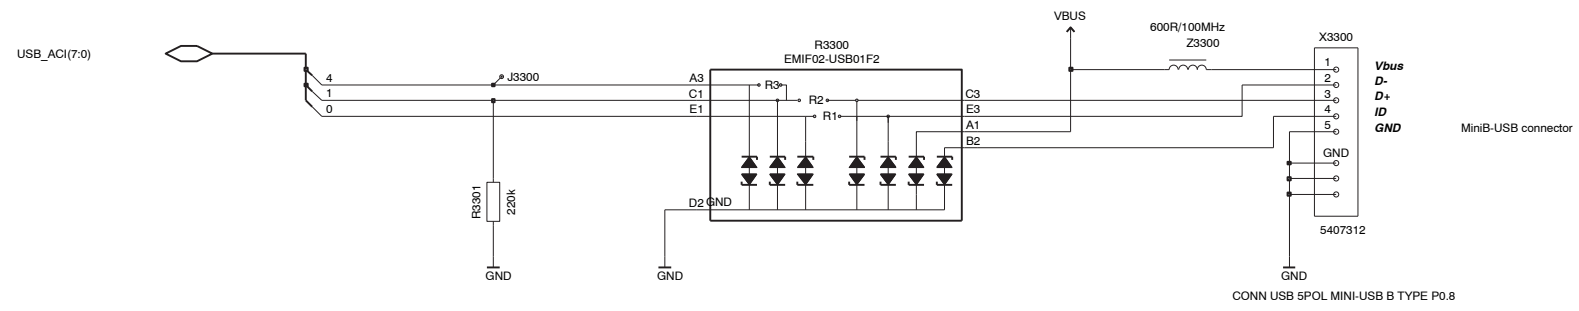 VBUS
600R/100MHz
Z3300
X3300
R3300
EMIF02-USB01F2
USB_ACI(7:0)
4
J3300
A3
R3
1
C1
R2
C3
0
E1
R1
E3
A1
B2
1
Vbus
2
D-
3
D+
4
ID
5
GND
MiniB-USB connector
GND
R3301
220k
D2
GND
5407312
GND
GND
GND
CONN USB 5POL MINI-USB B TYPE P0.8